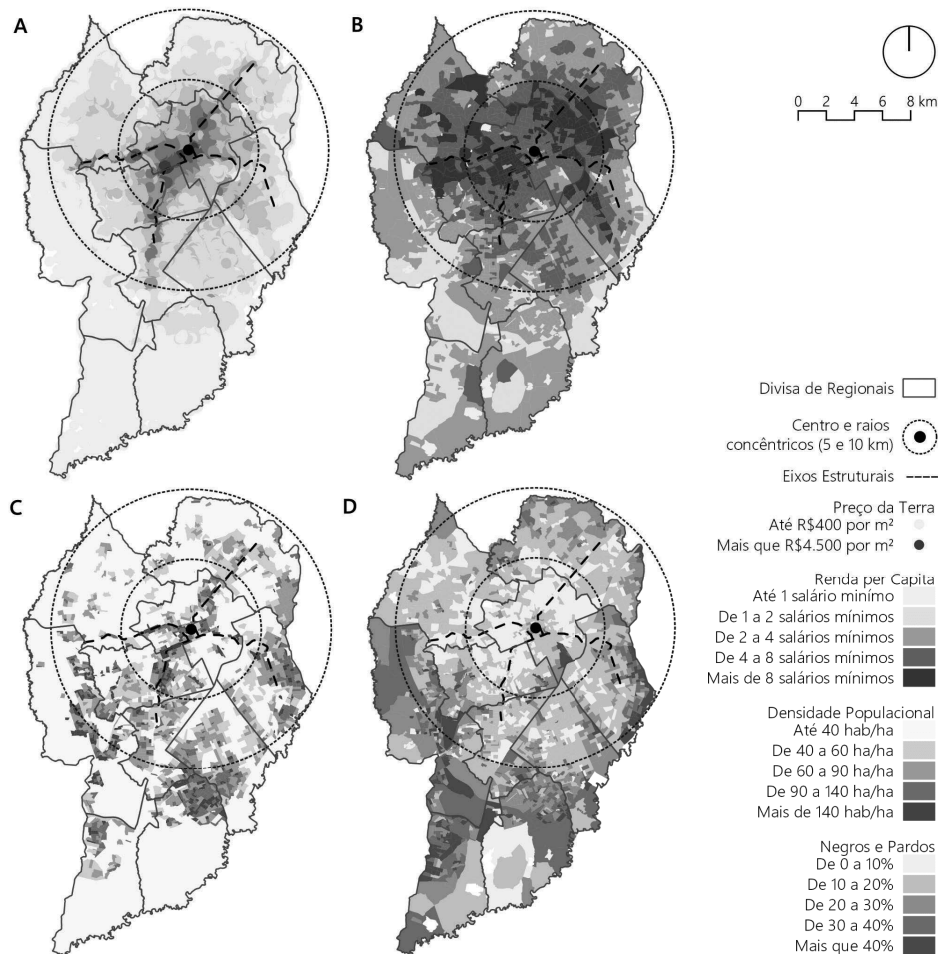 A
B
0 2 4 6 8 km
C
D
Divisa de Regionais
Centro e raios
concêntricos (5 e 10 km)
Eixos Estruturais
Preço da Terra
Até R$400 por m²
Mais que R$4.500 por m²
Renda per Capita
Até 1 salário minímo
De 1 a 2 salários mínimos
De 2 a 4 salários mínimos
De 4 a 8 salários mínimos
Mais de 8 salários mínimos
Densidade Populacional
Até 40 hab/ha
De 40 a 60 ha/ha
De 60 a 90 ha/ha
De 90 a 140 ha/ha
Mais de 140 hab/ha
Negros e Pardos
De 0 a 10%
De 10 a 20%
De 20 a 30%
De 30 a 40%
Mais que 40%